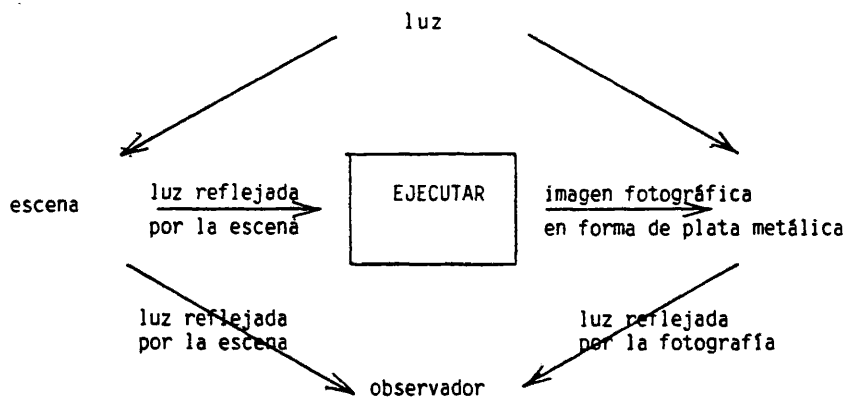 luz
escena
luz reflejada
por la escena
EJECUTAR
imagen fotográfica
en forma de plata metálica
luz reflejada
por la escena
luz reflejada
por la fotografía
observador